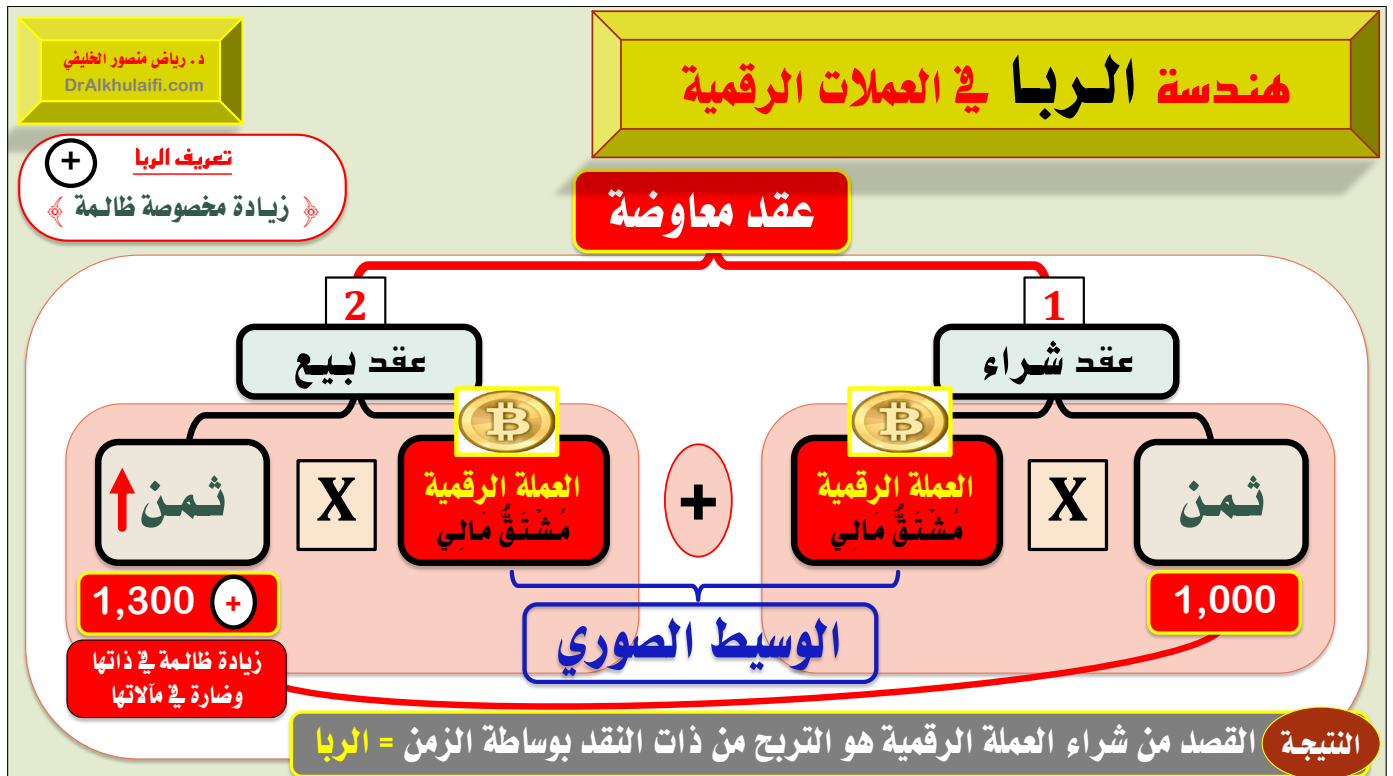 هندسة الربا في العملات الرقمية
د. رياض منصور الخليفي
DrAlkhulaifi.com
تعريف الربا
+
﴿ زيادة مخصوصة ظالمة ﴾
عقد معاوضة
1
عقد شراء
ثمن
X
العملة الرقمية
مُشْتَقٌّ مَالِي
1,000
+
2
عقد بيع
العملة الرقمية
مُشْتَقٌّ مَالِي
X
ثمن
1,300 +
زيادة ظالمة في ذاتها
وضارة في مآلاتها
الوسيط الصوري
النتيجة القصد من شراء العملة الرقمية هو التربح من ذات النقد بوساطة الزمن = الربا